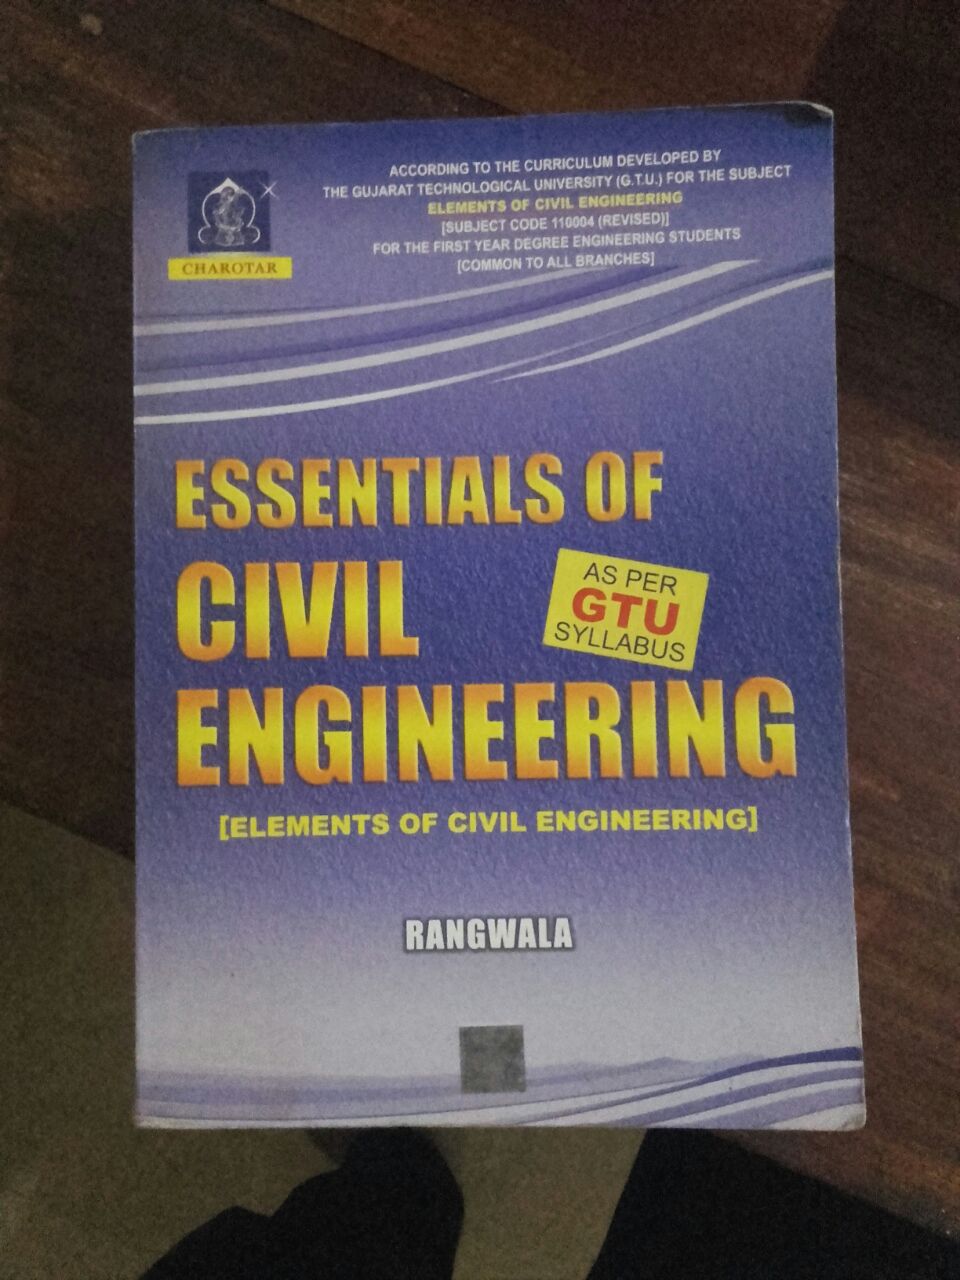 ACCORDING TO THE CURRICULUM DEVELOPED BY
THE GUJARAT TECHNOLOGICAL UNIVERSITY (G.T.U.) FOR THE SUBJECT
ELEMENTS OF CIVIL ENGINEERING
[SUBJECT CODE 110004 (REVISED)]
FOR THE FIRST YEAR DEGREE ENGINEERING STUDENTS
[COMMON TO ALL BRANCHES]
CHAROTAR
ESSENTIALS OF
CIVIL
AS PER
GTU
SYLLABUS
ENGINEERING
[ELEMENTS OF CIVIL ENGINEERING]
RANGWALA